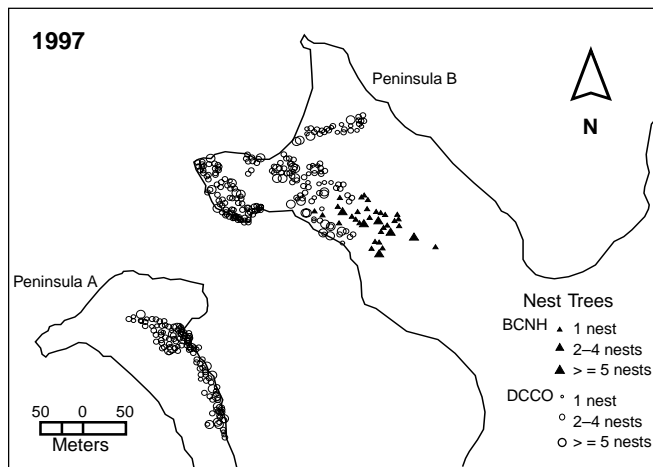 1997
Peninsula B
N
Peninsula A
Nest Trees
BCNH
1 nest
2–4 nests
> = 5 nests
DCCO
1 nest
2–4 nests
> = 5 nests
50 0 50
Meters